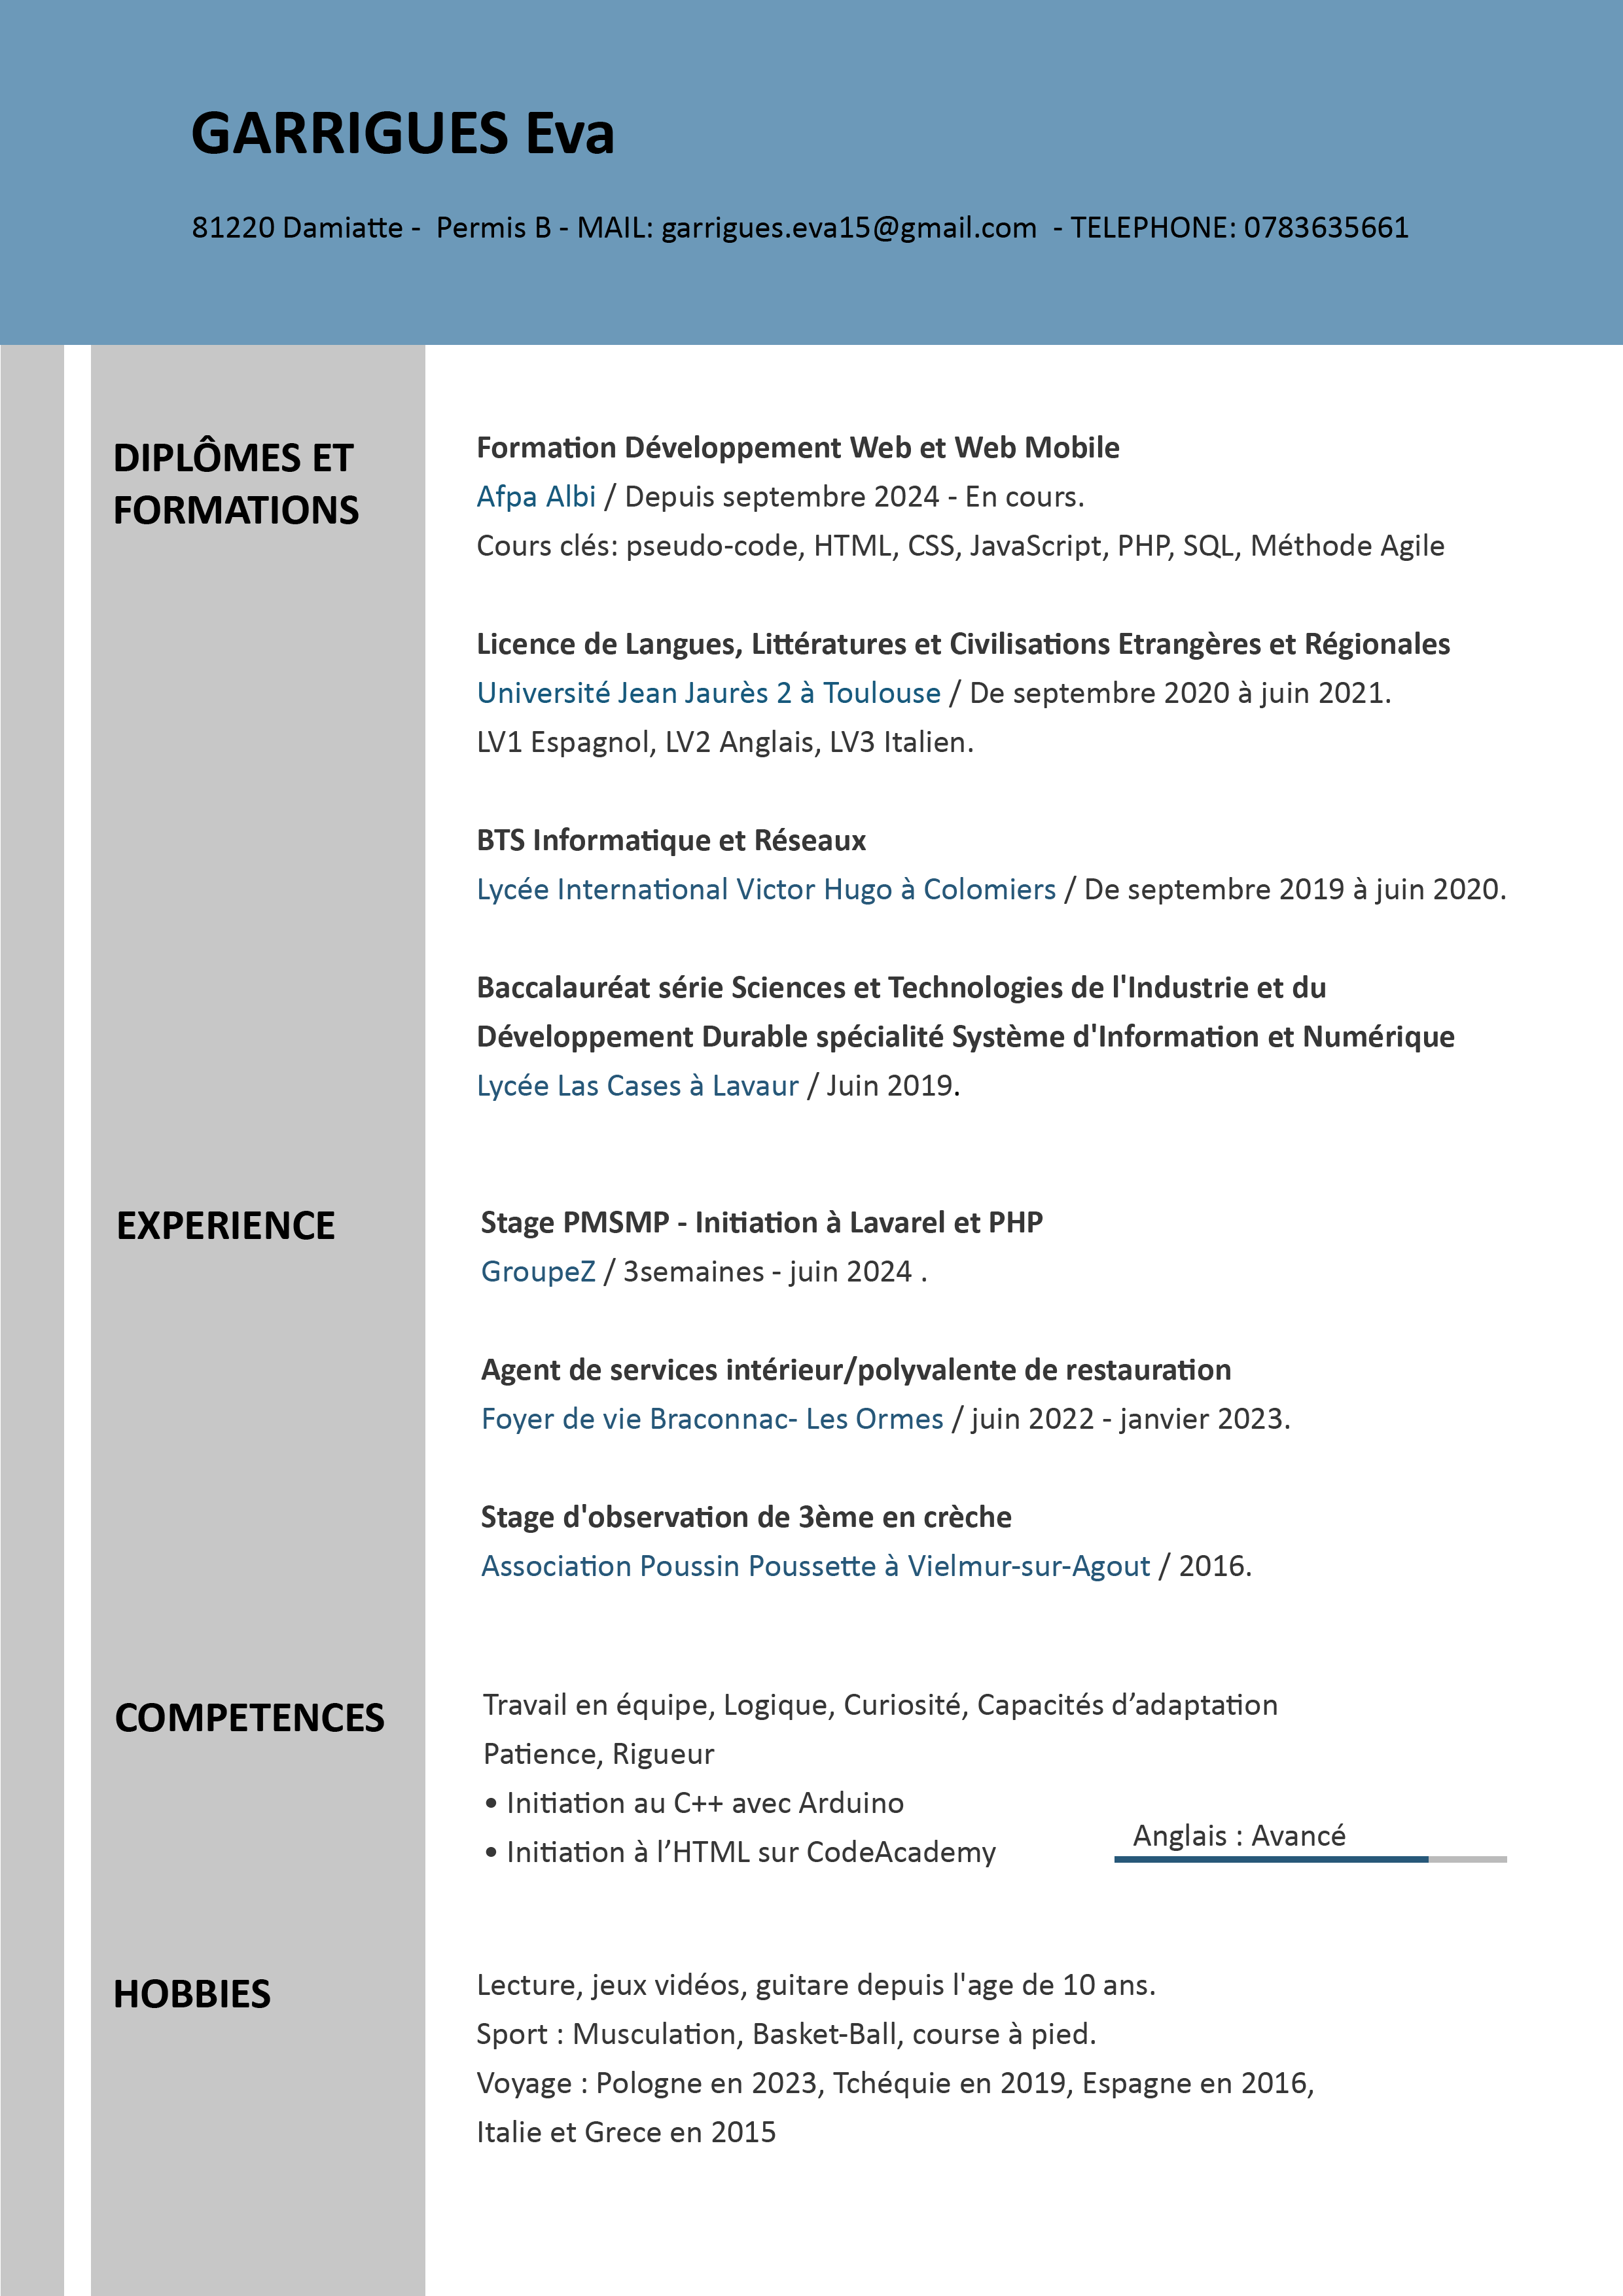 GARRIGUES Eva
81220 Damiatte - Permis B - MAIL: garrigues.eva15@gmail.com - TELEPHONE: 0783635661
DIPLÔMES ET
FORMATIONS
Formation Développement Web et Web Mobile
Afpa Albi / Depuis septembre 2024 - En cours.
Cours clés: pseudo-code, HTML, CSS, JavaScript, PHP, SQL, Méthode Agile
Licence de Langues, Littératures et Civilisations Etrangères et Régionales
Université Jean Jaurès 2 à Toulouse / De septembre 2020 à juin 2021.
LV1 Espagnol, LV2 Anglais, LV3 Italien.
BTS Informatique et Réseaux
Lycée International Victor Hugo à Colomiers / De septembre 2019 à juin 2020.
Baccalauréat série Sciences et Technologies de l'Industrie et du
Développement Durable spécialité Système d'Information et Numérique
Lycée Las Cases à Lavaur / Juin 2019.
EXPERIENCE
Stage PMSMP - Initiation à Lavarel et PHP
GroupeZ / 3semaines - juin 2024 .
Agent de services intérieur/polyvalente de restauration
Foyer de vie Braconnac- Les Ormes / juin 2022 - janvier 2023.
Stage d'observation de 3ème en crèche
Association Poussin Poussette à Vielmur-sur-Agout / 2016.
COMPETENCES
Travail en équipe, Logique, Curiosité, Capacités d’adaptation
Patience, Rigueur
• Initiation au C++ avec Arduino
• Initiation à l’HTML sur CodeAcademy
Anglais : Avancé
HOBBIES
Lecture, jeux vidéos, guitare depuis l'age de 10 ans.
Sport : Musculation, Basket-Ball, course à pied.
Voyage : Pologne en 2023, Tchéquie en 2019, Espagne en 2016,
Italie et Grece en 2015